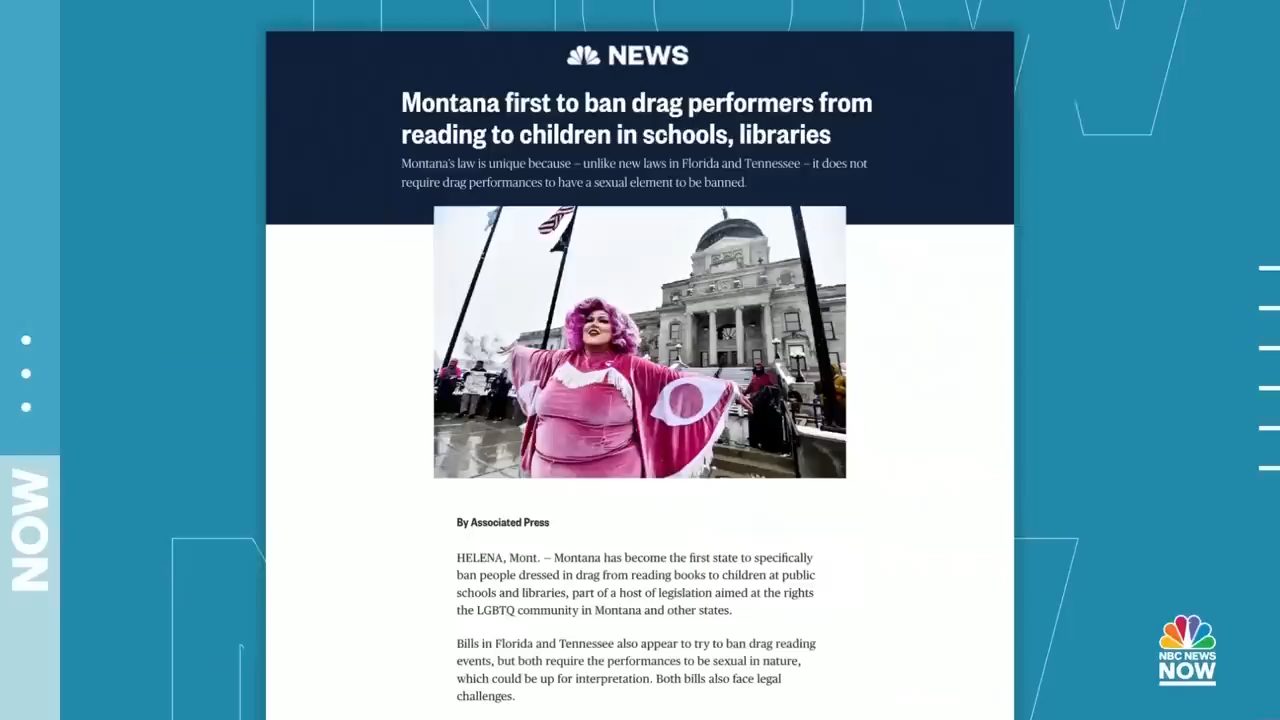 NEWS
Montana first to ban drag performers from
reading to children in schools, libraries
Montana's law is unique because – unlike new laws in Florida and Tennessee – it does not
require drag performances to have a sexual element to be banned.
By Associated Press
HELENA, Mont. — Montana has become the first state to specifically
ban people dressed in drag from reading books to children at public
schools and libraries, part of a host of legislation aimed at the rights
the LGBTQ community in Montana and other states.
Bills in Florida and Tennessee also appear to try to ban drag reading
events, but both require the performances to be sexual in nature,
which could be up for interpretation. Both bills also face legal
challenges.
NOW
NBC NEWS
NOW